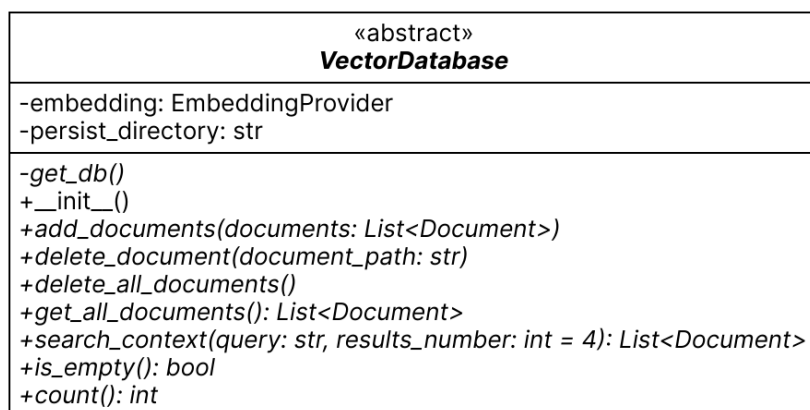 «abstract»
VectorDatabase
-embedding: EmbeddingProvider
-persist_directory: str
-get_db()
+__init__()
+add_documents(documents: List<Document>)
+delete_document(document_path: str)
+delete_all_documents()
+get_all_documents(): List<Document>
+search_context(query: str, results_number: int = 4): List<Document>
+is_empty(): bool
+count(): int